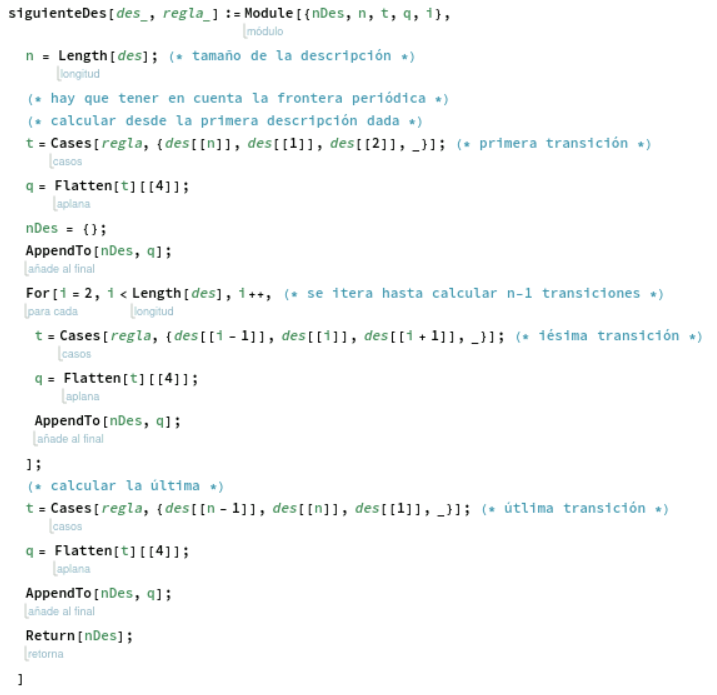 siguienteDes[des_, regla_] := Module[{nDes, n, t, q, i},
módulo
n = Length[des]; (* tamaño de la descripción *)
longitud
(* hay que tener en cuenta la frontera periódica *)
(* calcular desde la primera descripción dada *)
t = Cases[regla, {des[[n]], des[[1]], des[[2]], _}]; (* primera transición *)
casos
q = Flatten[t][[4]];
aplana
nDes = {};
AppendTo[nDes, q];
añade al final
For[i = 2, i < Length[des], i++, (* se itera hasta calcular n-1 transiciones *)
para cada longitud
t = Cases[regla, {des[[i - 1]], des[[i]], des[[i + 1]], _}]; (* iésima transición *)
casos
q = Flatten[t][[4]];
aplana
AppendTo[nDes, q];
añade al final
];
(* calcular la última *)
t = Cases[regla, {des[[n - 1]], des[[n]], des[[1]], _}]; (* útlima transición *)
casos
q = Flatten[t][[4]];
aplana
AppendTo[nDes, q];
añade al final
Return[nDes];
retorna
]